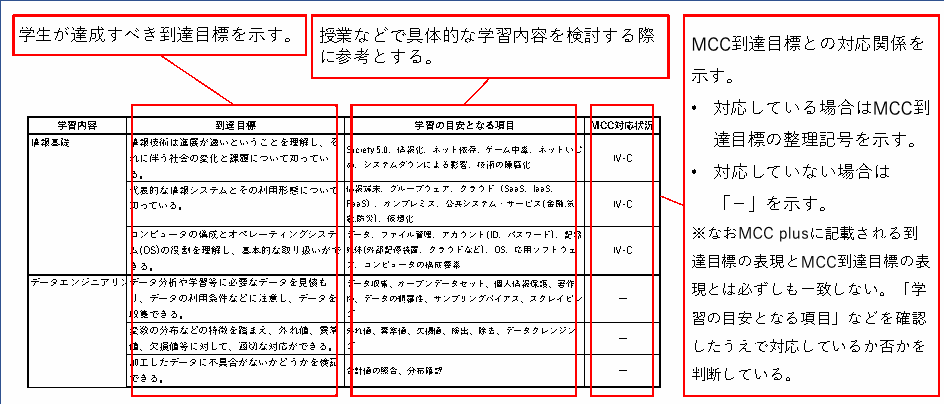 学生が達成すべき到達目標を示す。
授業などで具体的な学習内容を検討する際
に参考とする。
MCC到達目標との対応関係を
示す。
• 対応している場合はMCC到
達目標の整理記号を示す。
• 対応していない場合は
「－」を示す。
※なおMCC plusに記載される到
達目標の表現とMCC到達目標の表
現とは必ずしも一致しない。「学
習の目安となる項目」などを確認
したうえで対応しているか否かを
判断している。
学習内容 到達目標 学習の目安となる項目 MCC対応状況
情報基礎
情報技術は進展が速いということを理解し、そ
れに伴う社会の変化と課題について知ってい
る。
Society 5.0、情報化、ネット依存、ゲーム中毒、ネットいじ
め、システムダウンによる影響、技術の陳腐化
Ⅳ-C
代表的な情報システムとその利用形態について
知っている。
情報端末、グループウェア、クラウド（SaaS、IaaS、
PaaS）、オンプレミス、公共システム・サービス(金融,気
象,防災)、仮想化
Ⅳ-C
コンピュータの構成とオペレーティングシステ
ム(OS)の役割を理解し、基本的な取り扱いがで
きる。
データ、ファイル管理、アカウント(ID、パスワード)、記憶
媒体(外部記憶装置、クラウドなど)、OS、応用ソフトウェ
ア、コンピュータの構成要素
Ⅳ-C
データエンジニアリン
データ分析や学習等に必要なデータを見積も
り、データの利用条件などに注意し、データを
収集できる。
データ収集、オープンデータセット、個人情報保護、著作
権、データの網羅性、サンプリングバイアス、スクレイピン
グ
－
変数の分布などの特徴を踏まえ、外れ値、異常
値、欠損値等に対して、適切な対応ができる。
外れ値、異常値、欠損値、検出、除去、データクレンジン
グ
－
加工したデータに不具合がないかどうかを検証
できる。
合計値の照合、分布確認
－